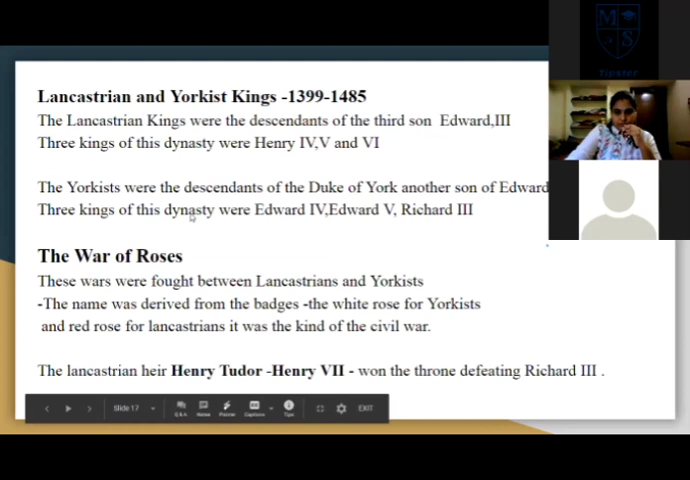 Lancastrian and Yorkist Kings -1399-1485
The Lancastrian Kings were the descendants of the third son Edward,III
Three kings of this dynasty were Henry IV,V and VI
The Yorkists were the descendants of the Duke of York another son of Edward
Three kings of this dynasty were Edward IV,Edward V, Richard III
The War of Roses
These wars were fought between Lancastrians and Yorkists
-The name was derived from the badges -the white rose for Yorkists
and red rose for lancastrians it was the kind of the civil war.
The lancastrian heir Henry Tudor -Henry VII - won the throne defeating Richard III .
Slide 17 Q&A Notes Pointer Captions Tips EXIT
M S
Tipster